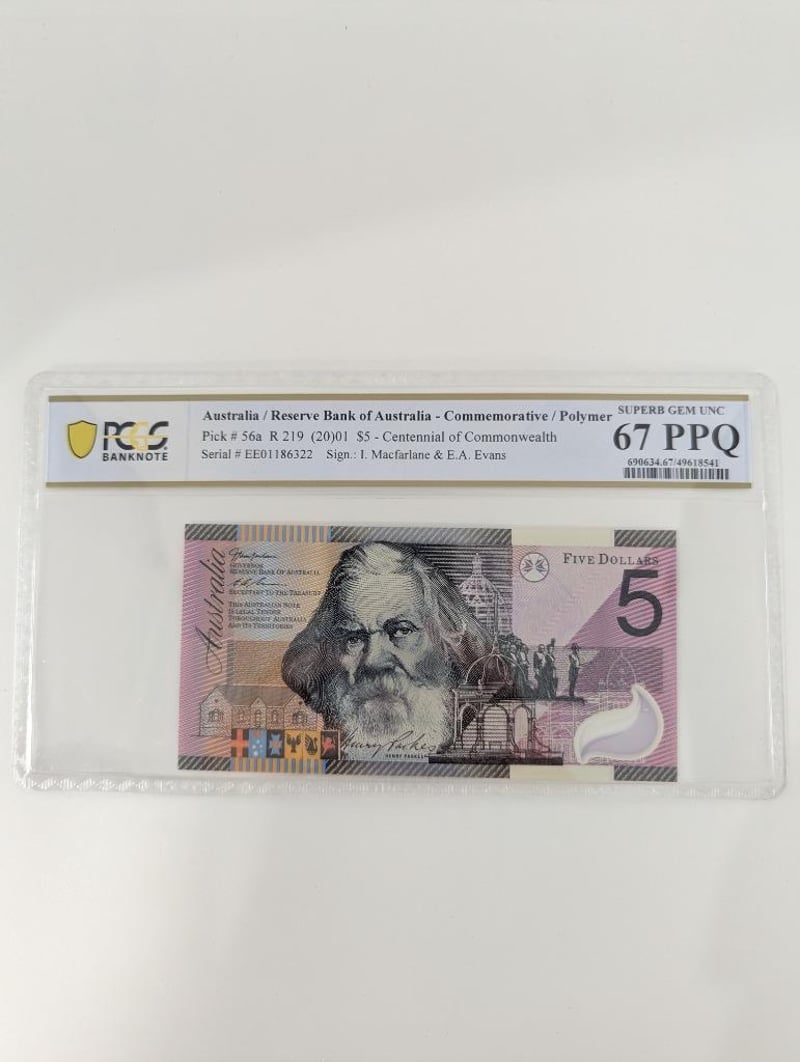 PCGS
BANKNOTE
Australia / Reserve Bank of Australia - Commemorative / Polymer
Pick # 56a R 219 (20)01 $5 - Centennial of Commonwealth
Serial # EE01186322 Sign.: I. Macfarlane & E.A. Evans
SUPERB GEM UNC
67 PPQ
690634.67/49618541
Australia
GOVERNOR
RESERVE BANK OF AUSTRALIA
SECRETARY TO THE TREASURY
THIS AUSTRALIAN NOTE
IS LEGAL TENDER
THROUGHOUT AUSTRALIA
AND ITS TERRITORIES
FIVE DOLLARS
5
Henry Parkes
HENRY PARKES